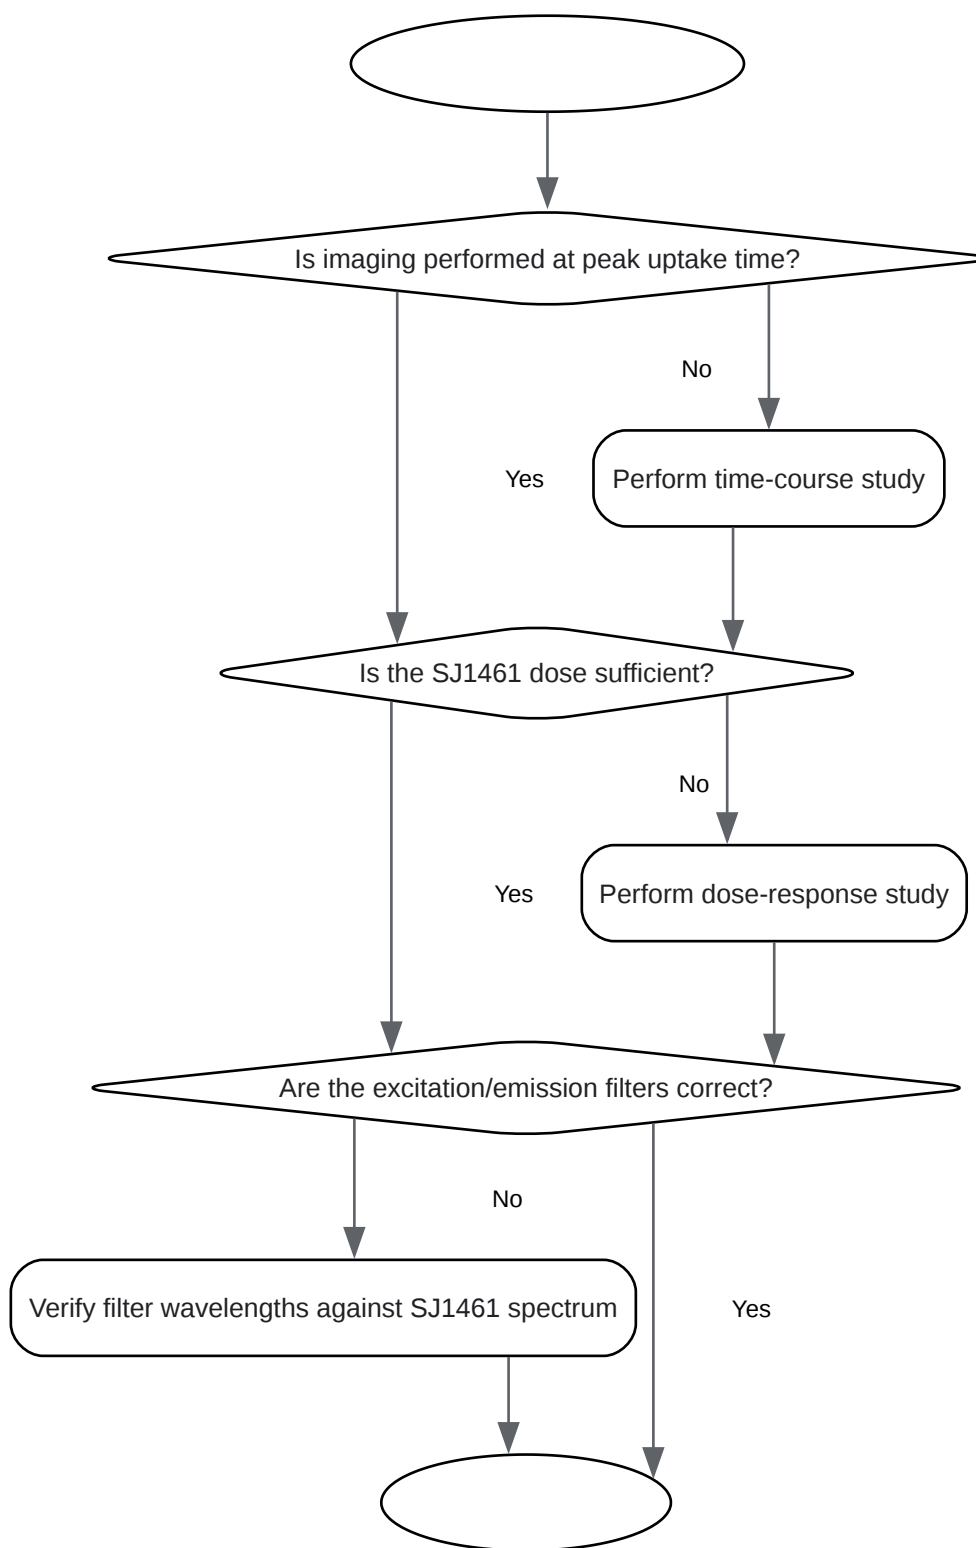 Is imaging performed at peak uptake time?
No
Yes
Perform time-course study
Is the SJ1461 dose sufficient?
No
Yes
Perform dose-response study
Are the excitation/emission filters correct?
No
Verify filter wavelengths against SJ1461 spectrum
Yes